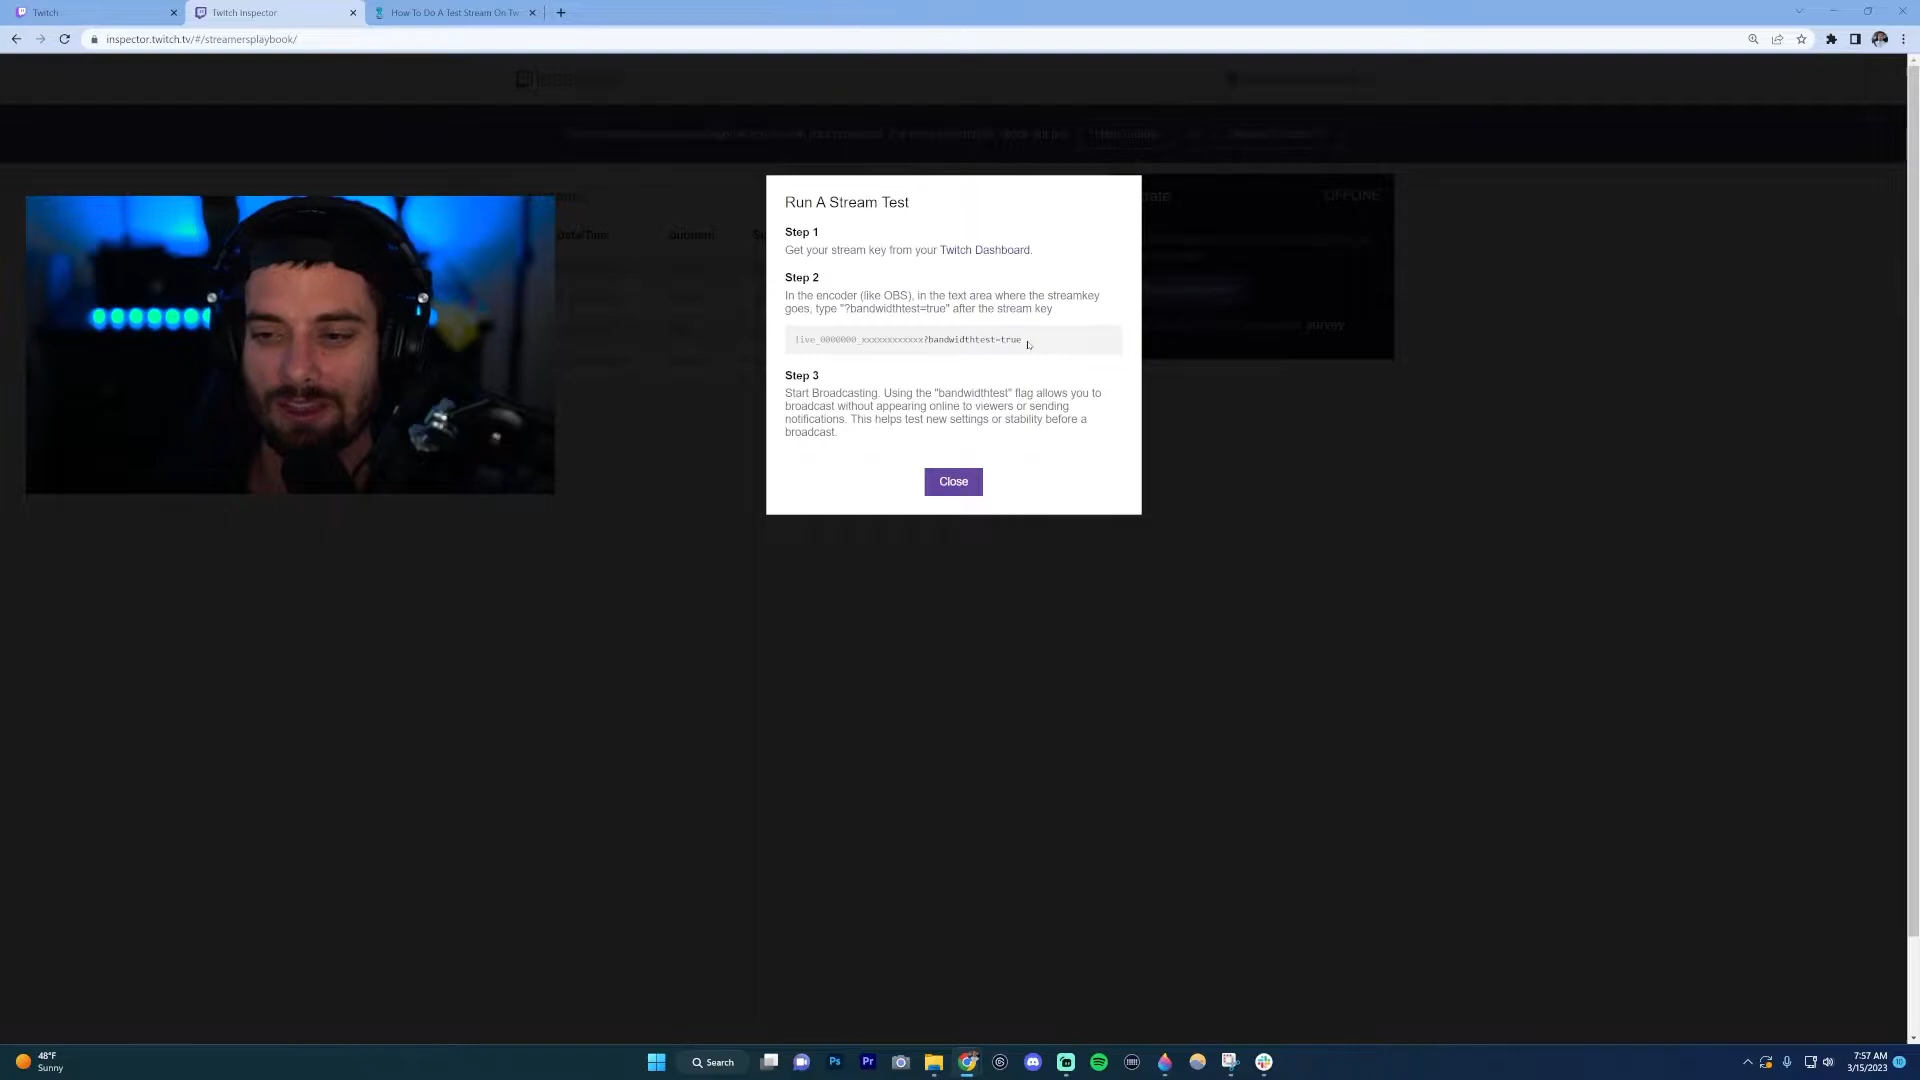 Twitch
Twitch Inspector
How To Do A Test Stream On Tw
inspector.twitch.tv/#/streamersplaybook/
OFFLINE
Run A Stream Test
Step 1
Get your stream key from your Twitch Dashboard.
Step 2
In the encoder (like OBS), in the text area where the streamkey
goes, type "?bandwidthtest=true" after the stream key
live_0000000_xxxxxxxxxxxx?bandwidthtest=true
Step 3
Start Broadcasting. Using the "bandwidthtest" flag allows you to
broadcast without appearing online to viewers or sending
notifications. This helps test new settings or stability before a
broadcast.
Close
survey
48°F
Sunny
Search
Ps
Pr
7:57 AM
3/15/2023
10